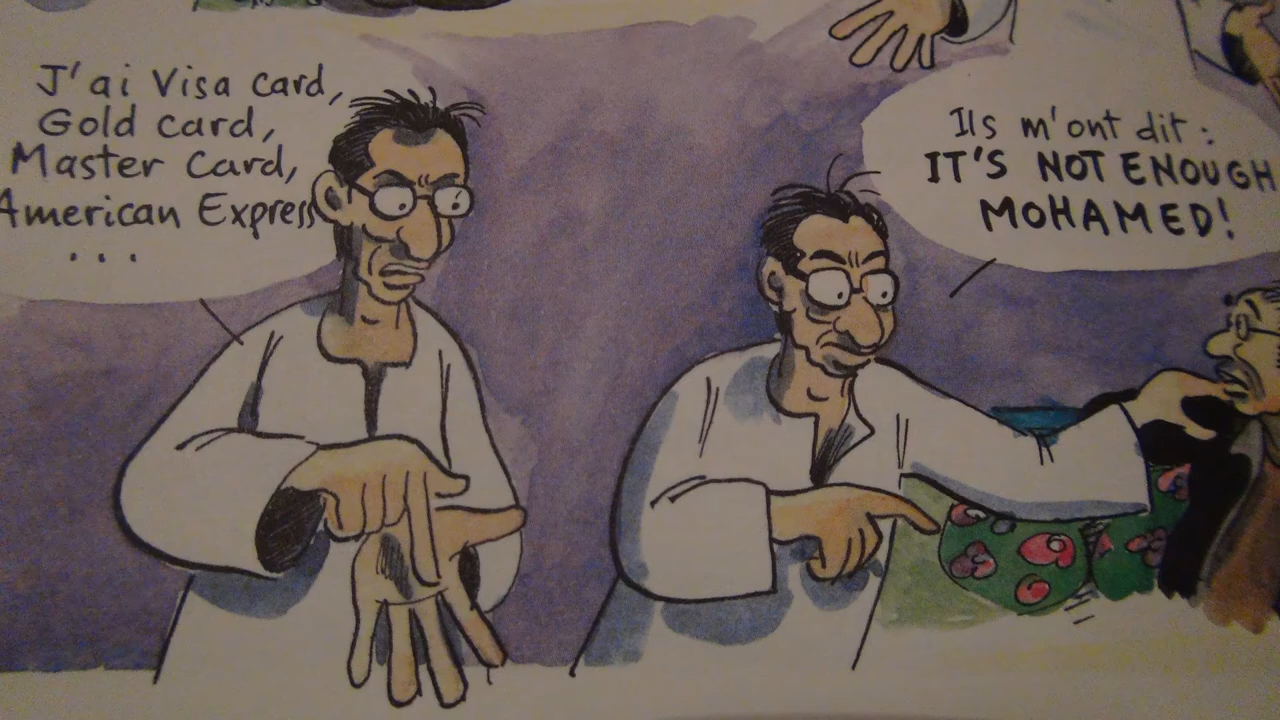 J'ai Visa card,
Gold card,
Master Card,
American Express
...
Ils m'ont dit :
IT'S NOT ENOUGH
MOHAMED!